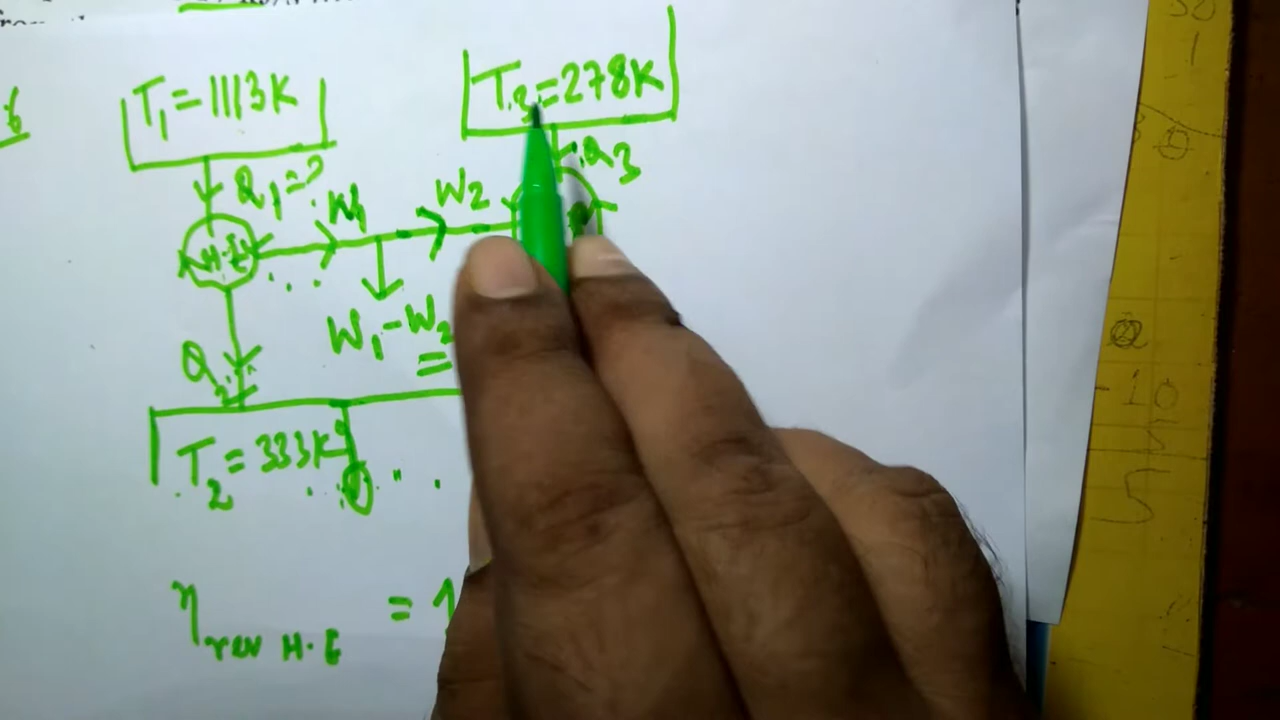 T₁ = 1113K
T₃ = 278K
Q₁ = ?
Q₃
W₁
W₂
H.E
W₁ - W₂
Q₂
T₂ = 333K
η rev H.E = 1